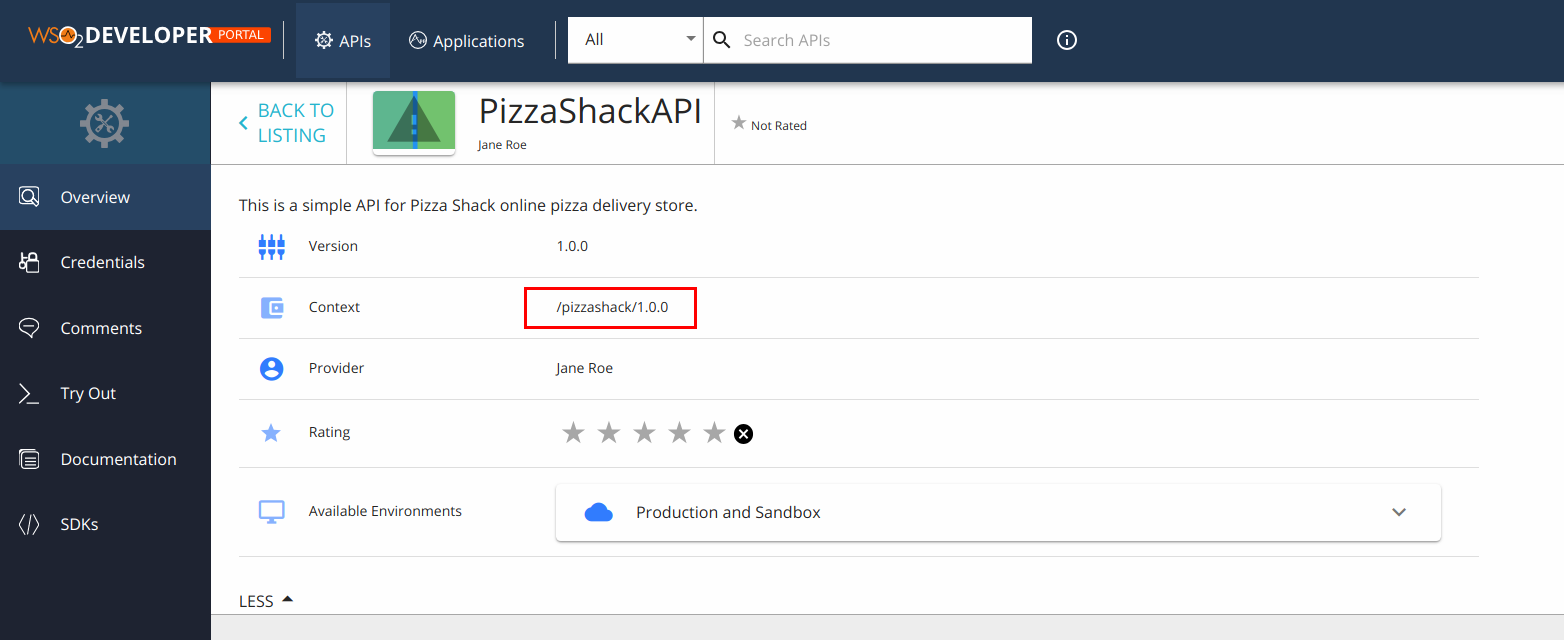 WSO2 DEVELOPER PORTAL
APIs
Applications
All
Search APIs
BACK TO
LISTING
PizzaShackAPI
Jane Roe
Not Rated
Overview
Credentials
Comments
Try Out
Documentation
SDKs
This is a simple API for Pizza Shack online pizza delivery store.
Version 1.0.0
Context /pizzashack/1.0.0
Provider Jane Roe
Rating
Available Environments Production and Sandbox
LESS